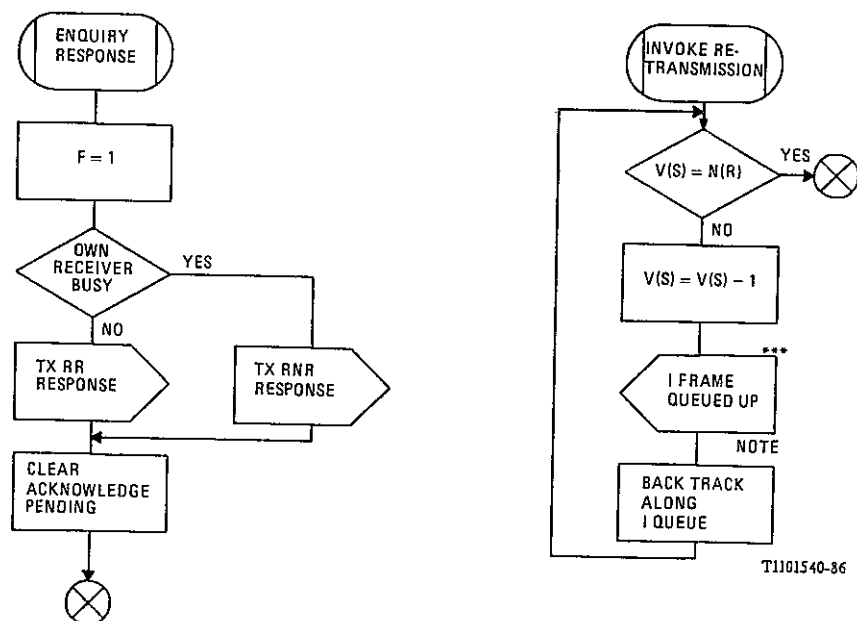 ENQUIRY
RESPONSE
F = 1
OWN
RECEIVER
BUSY
YES
NO
TX RR
RESPONSE
TX RNR
RESPONSE
CLEAR
ACKNOWLEDGE
PENDING
INVOKE RE-
TRANSMISSION
V(S) = N(R)
YES
NO
V(S) = V(S) – 1
***
I FRAME
QUEUED UP
NOTE
BACK TRACK
ALONG
I QUEUE
T1101540-86